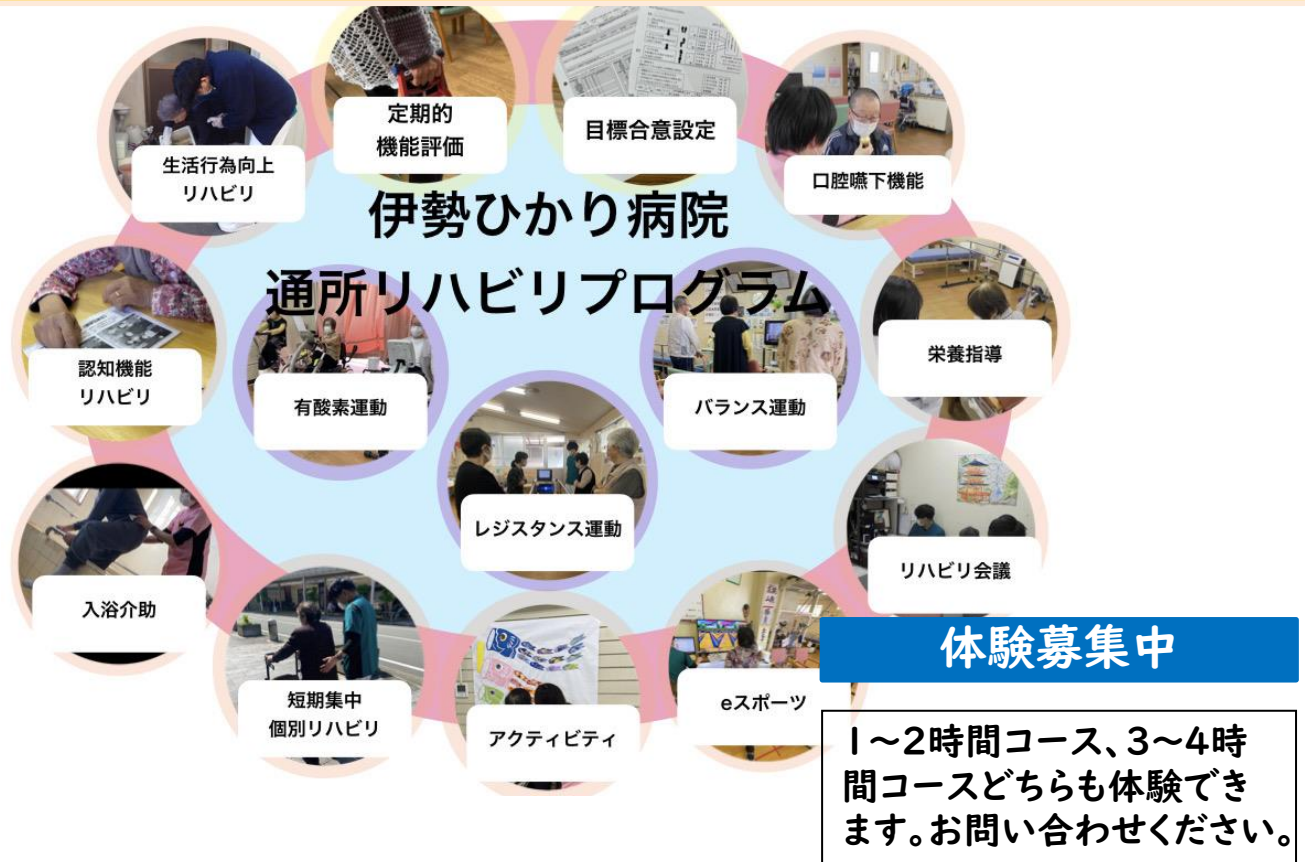 定期的
機能評価
目標合意設定
生活行為向上
リハビリ
口腔嚥下機能
伊勢ひかり病院
通所リハビリプログラム
認知機能
リハビリ
有酸素運動
バランス運動
栄養指導
レジスタンス運動
リハビリ会議
入浴介助
短期集中
個別リハビリ
アクティビティ
eスポーツ
体験募集中
1～2時間コース、3～4時
間コースどちらも体験でき
ます。お問い合わせください。